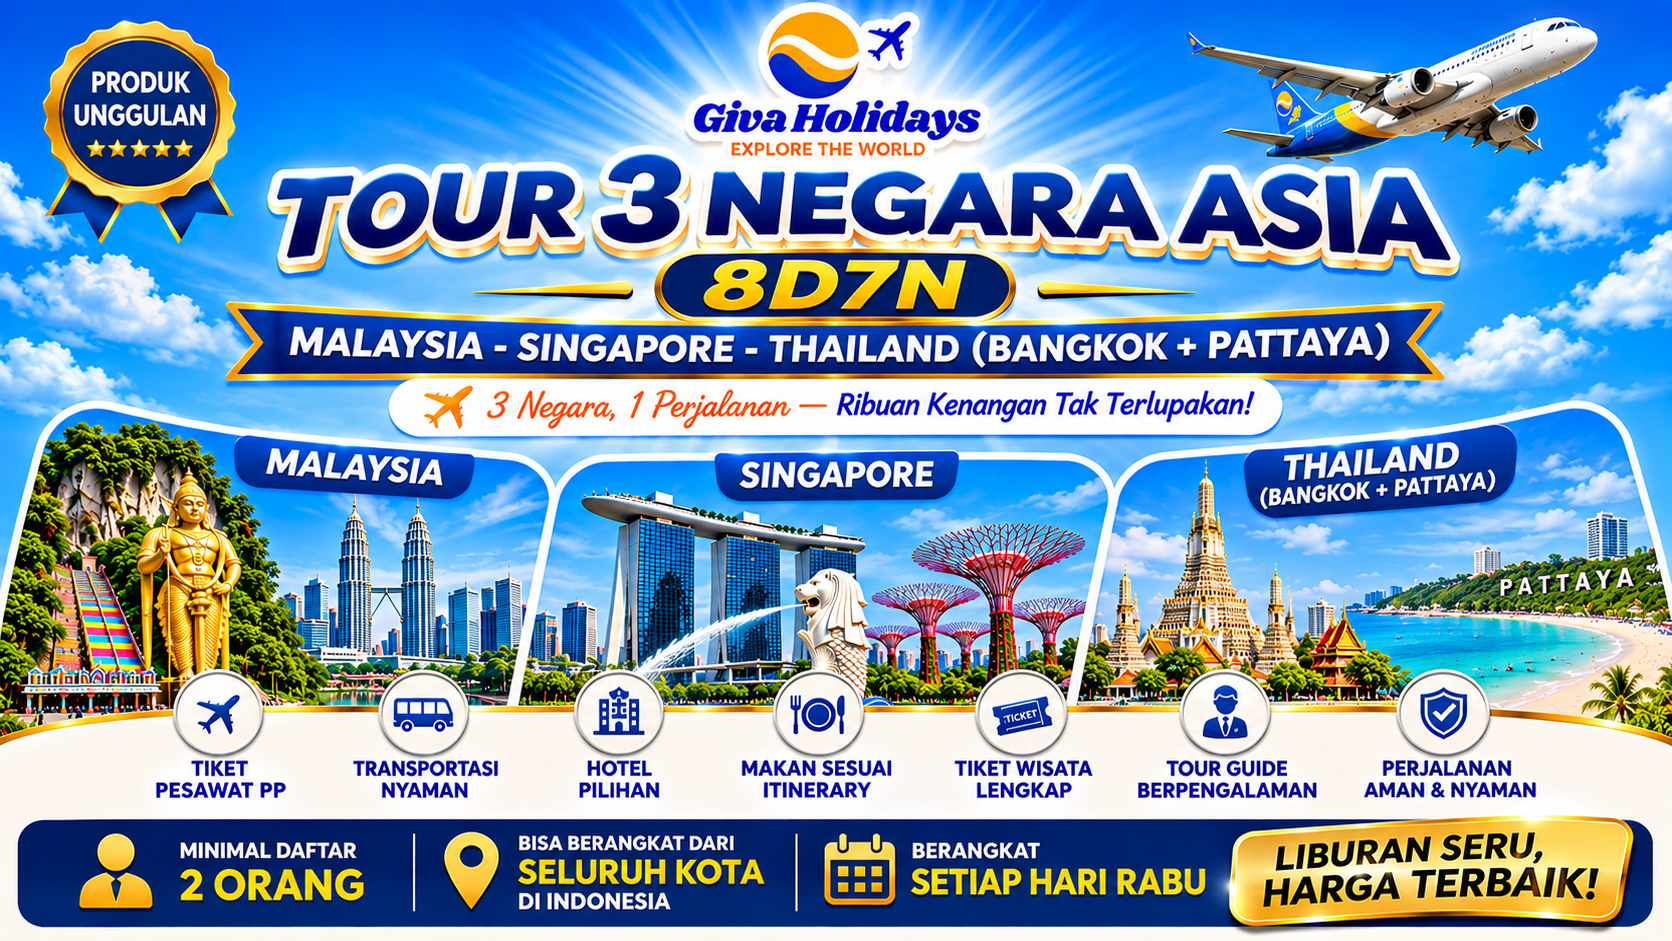 PRODUK
UNGGULAN
Giva Holidays
EXPLORE THE WORLD
TOUR 3 NEGARA ASIA
8D7N
MALAYSIA - SINGAPORE - THAILAND (BANGKOK + PATTAYA)
3 Negara, 1 Perjalanan — Ribuan Kenangan Tak Terlupakan!
MALAYSIA
SINGAPORE
THAILAND
(BANGKOK + PATTAYA)
PATTAYA
TICKET
TIKET
PESAWAT PP
TRANSPORTASI
NYAMAN
HOTEL
PILIHAN
MAKAN SESUAI
ITINERARY
TIKET WISATA
LENGKAP
TOUR GUIDE
BERPENGALAMAN
PERJALANAN
AMAN & NYAMAN
MINIMAL DAFTAR
2 ORANG
BISA BERANGKAT DARI
SELURUH KOTA
DI INDONESIA
BERANGKAT
SETIAP HARI RABU
LIBURAN SERU,
HARGA TERBAIK!